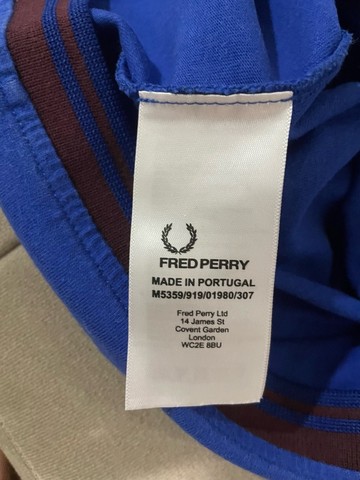 FRED PERRY
MADE IN PORTUGAL
M5359/919/01980/307
Fred Perry Ltd
14 James St
Covent Garden
London
WC2E 8BU